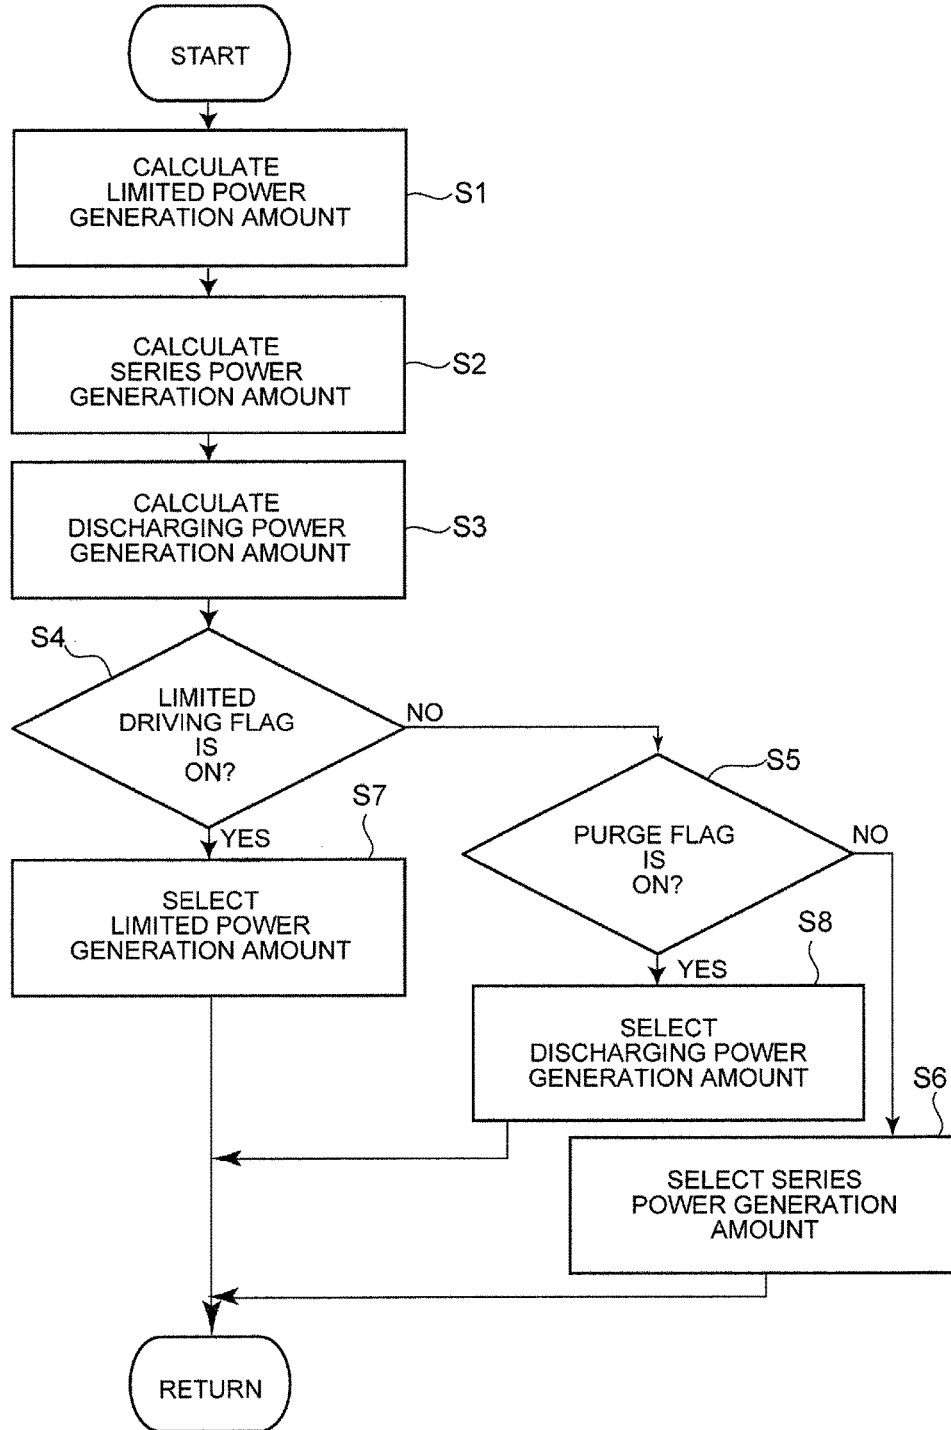 START
CALCULATE
LIMITED POWER
GENERATION AMOUNT
S1
CALCULATE
SERIES POWER
GENERATION AMOUNT
S2
CALCULATE
DISCHARGING POWER
GENERATION AMOUNT
S3
S4
LIMITED
DRIVING FLAG
IS
ON?
NO
YES
S5
PURGE FLAG
IS
ON?
NO
YES
S7
SELECT
LIMITED POWER
GENERATION AMOUNT
S8
SELECT
DISCHARGING POWER
GENERATION AMOUNT
S6
SELECT SERIES
POWER GENERATION
AMOUNT
RETURN